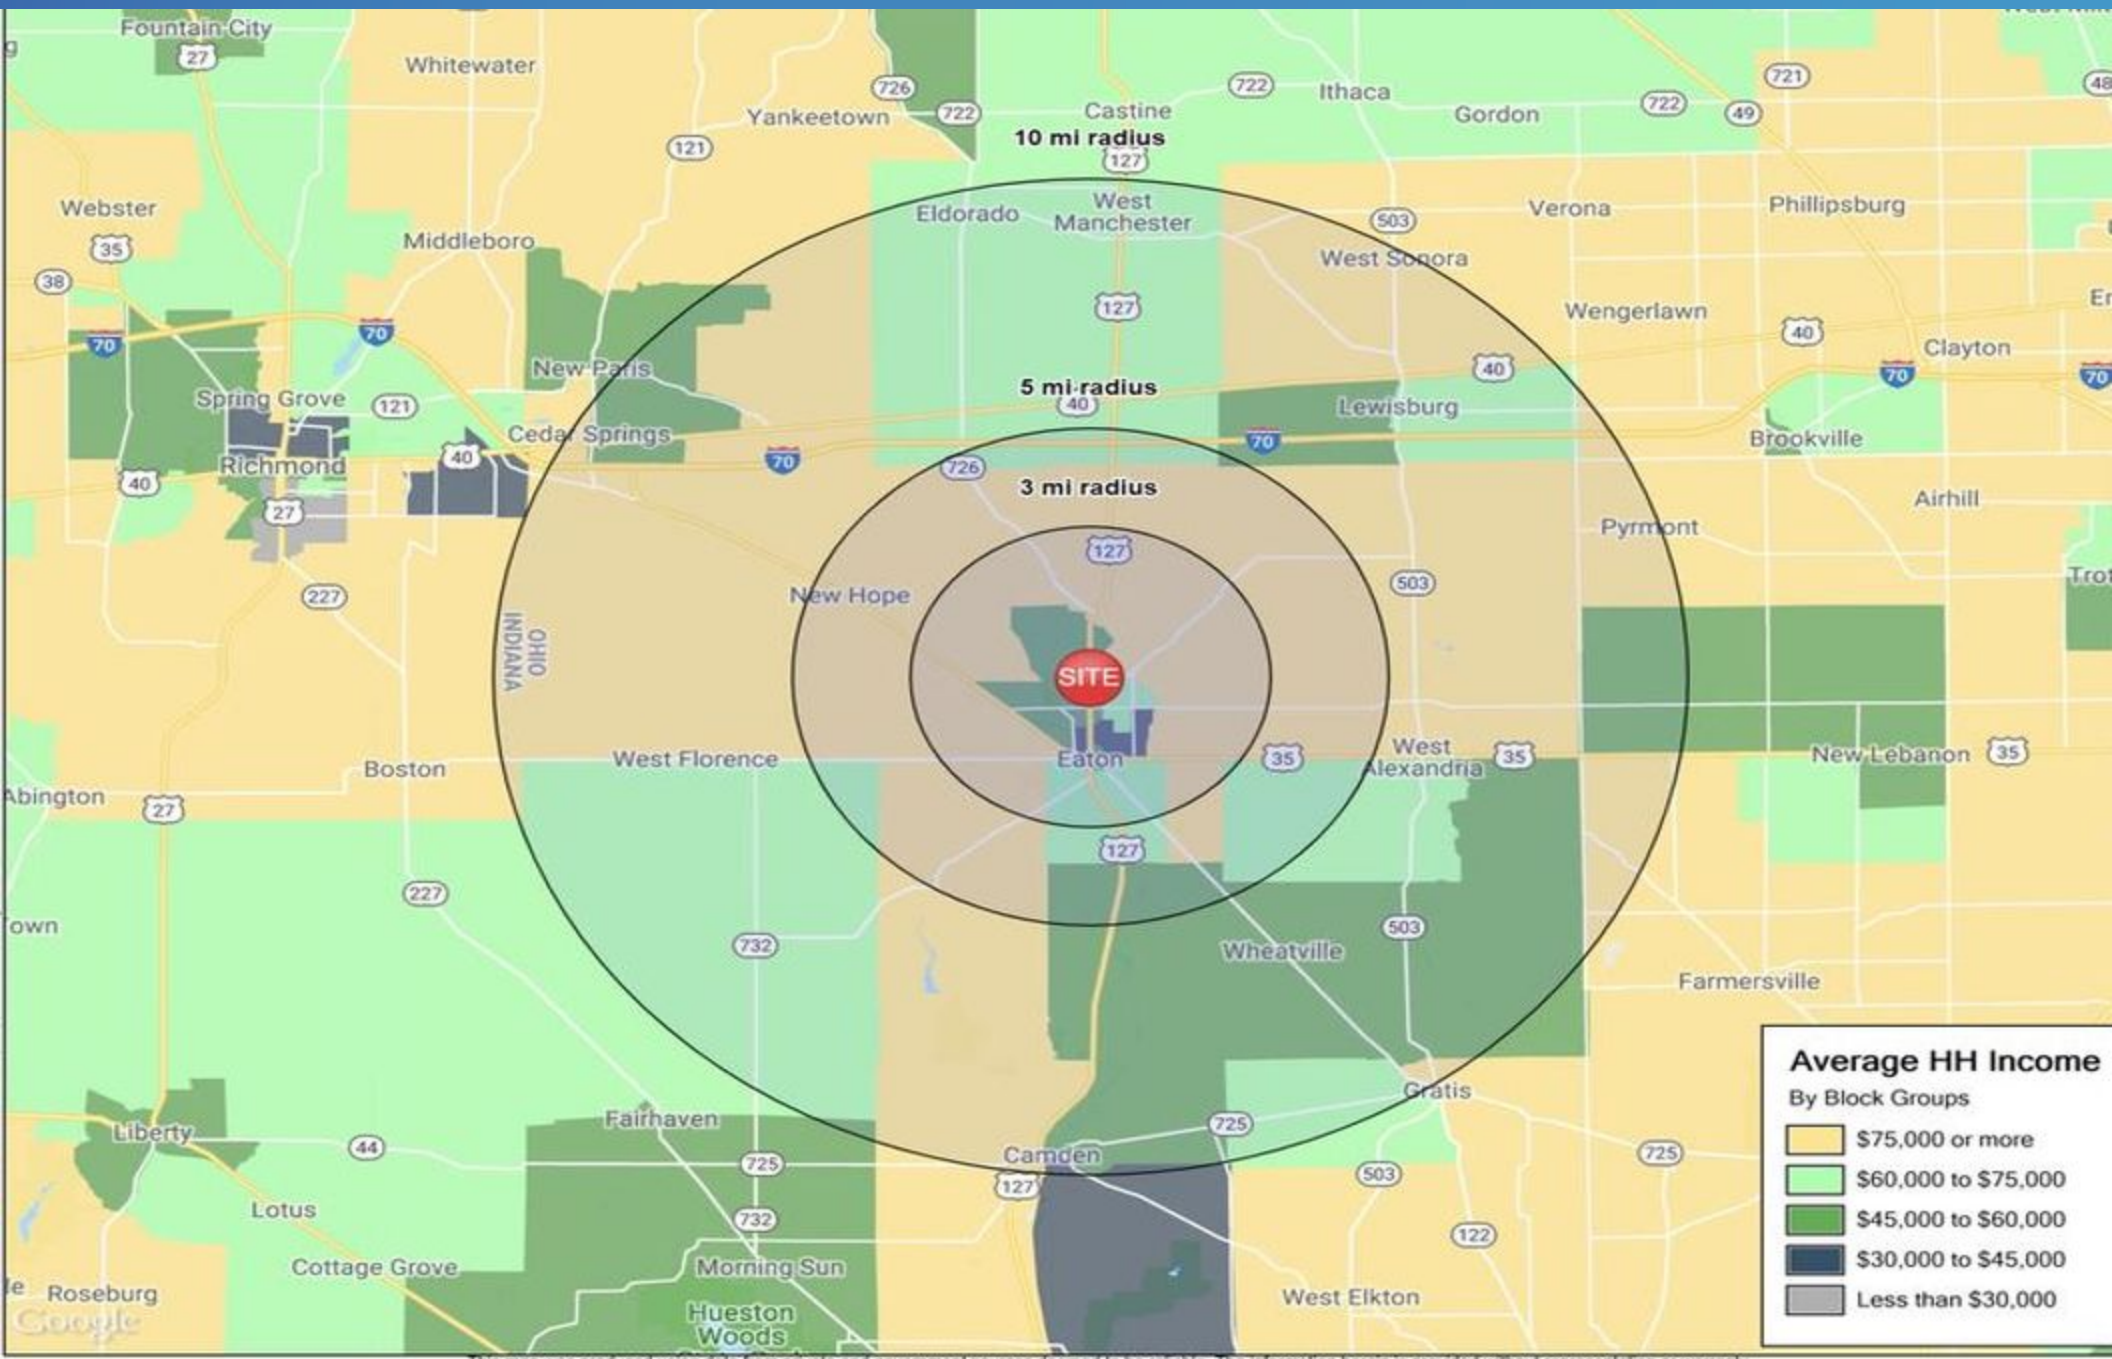 Fountain City
27
Whitewater
726
722
Yankeetown
Castine
722
Ithaca
Gordon
722
49
721
48
10 mi radius
127
121
Webster
35
38
Middleboro
Eldorado
West
Manchester
503
Verona
Phillipsburg
West Sonora
127
Wengerlawn
40
Clayton
70
70
70
70
New Paris
5 mi radius
40
40
Lewisburg
Spring Grove
121
Cedar Springs
70
70
Brookville
Richmond
40
40
726
3 mi radius
27
Airhill
Pyrmont
127
227
New Hope
503
OHIO
INDIANA
SITE
Boston
West Florence
Eaton
35
West
Alexandria
35
New Lebanon
35
Abington
27
127
227
732
503
Wheatville
Farmersville
Liberty
44
Fairhaven
725
Camden
725
Gratis
127
503
725
732
122
Lotus
Cottage Grove
Morning Sun
Roseburg
Hueston
Woods
West Elkton
Google
Average HH Income
By Block Groups
$75,000 or more
$60,000 to $75,000
$45,000 to $60,000
$30,000 to $45,000
Less than $30,000